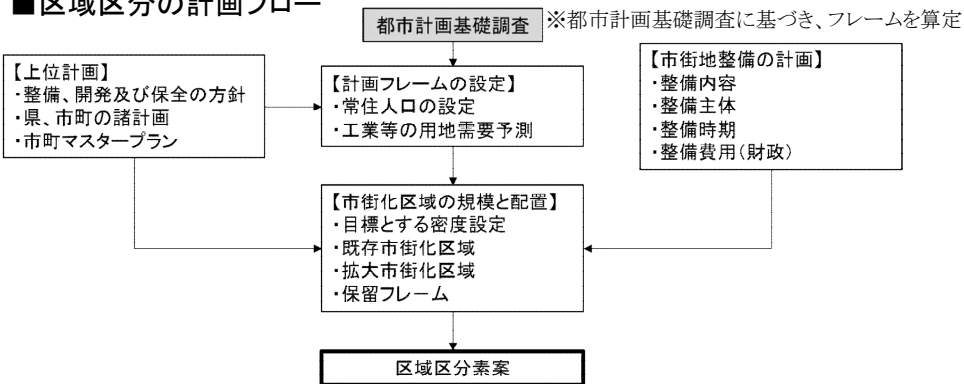 ■区域区分の計画フロー
都市計画基礎調査
※都市計画基礎調査に基づき、フレームを算定
【上位計画】
・整備、開発及び保全の方針
・県、市町の諸計画
・市町マスタープラン
【計画フレームの設定】
・常住人口の設定
・工業等の用地需要予測
【市街地整備の計画】
・整備内容
・整備主体
・整備時期
・整備費用(財政)
【市街化区域の規模と配置】
・目標とする密度設定
・既存市街化区域
・拡大市街化区域
・保留フレーム
区域区分素案